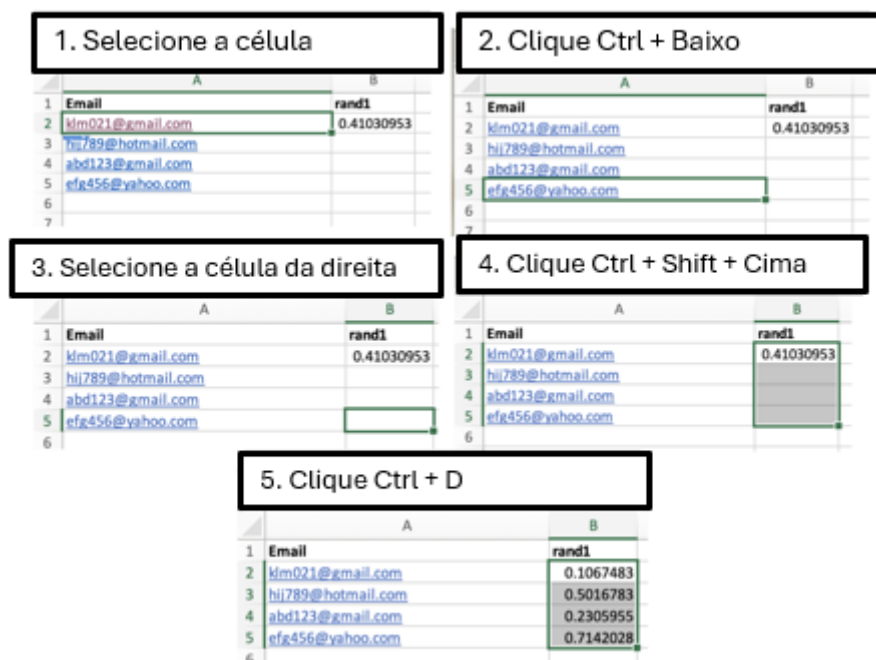 1. Selecione a célula
A B
1 Email rand1
2 klm021@gmail.com 0.41030953
3 hij789@hotmail.com
4 abd123@gmail.com
5 efg456@yahoo.com
6
7
2. Clique Ctrl + Baixo
A B
1 Email rand1
2 klm021@gmail.com 0.41030953
3 hij789@hotmail.com
4 abd123@gmail.com
5 efg456@yahoo.com
6
7
3. Selecione a célula da direita
A B
1 Email rand1
2 klm021@gmail.com 0.41030953
3 hij789@hotmail.com
4 abd123@gmail.com
5 efg456@yahoo.com
6
4. Clique Ctrl + Shift + Cima
A B
1 Email rand1
2 klm021@gmail.com 0.41030953
3 hij789@hotmail.com
4 abd123@gmail.com
5 efg456@yahoo.com
6
5. Clique Ctrl + D
A B
1 Email rand1
2 klm021@gmail.com 0.1067483
3 hij789@hotmail.com 0.5016783
4 abd123@gmail.com 0.2305955
5 efg456@yahoo.com 0.7142028
6